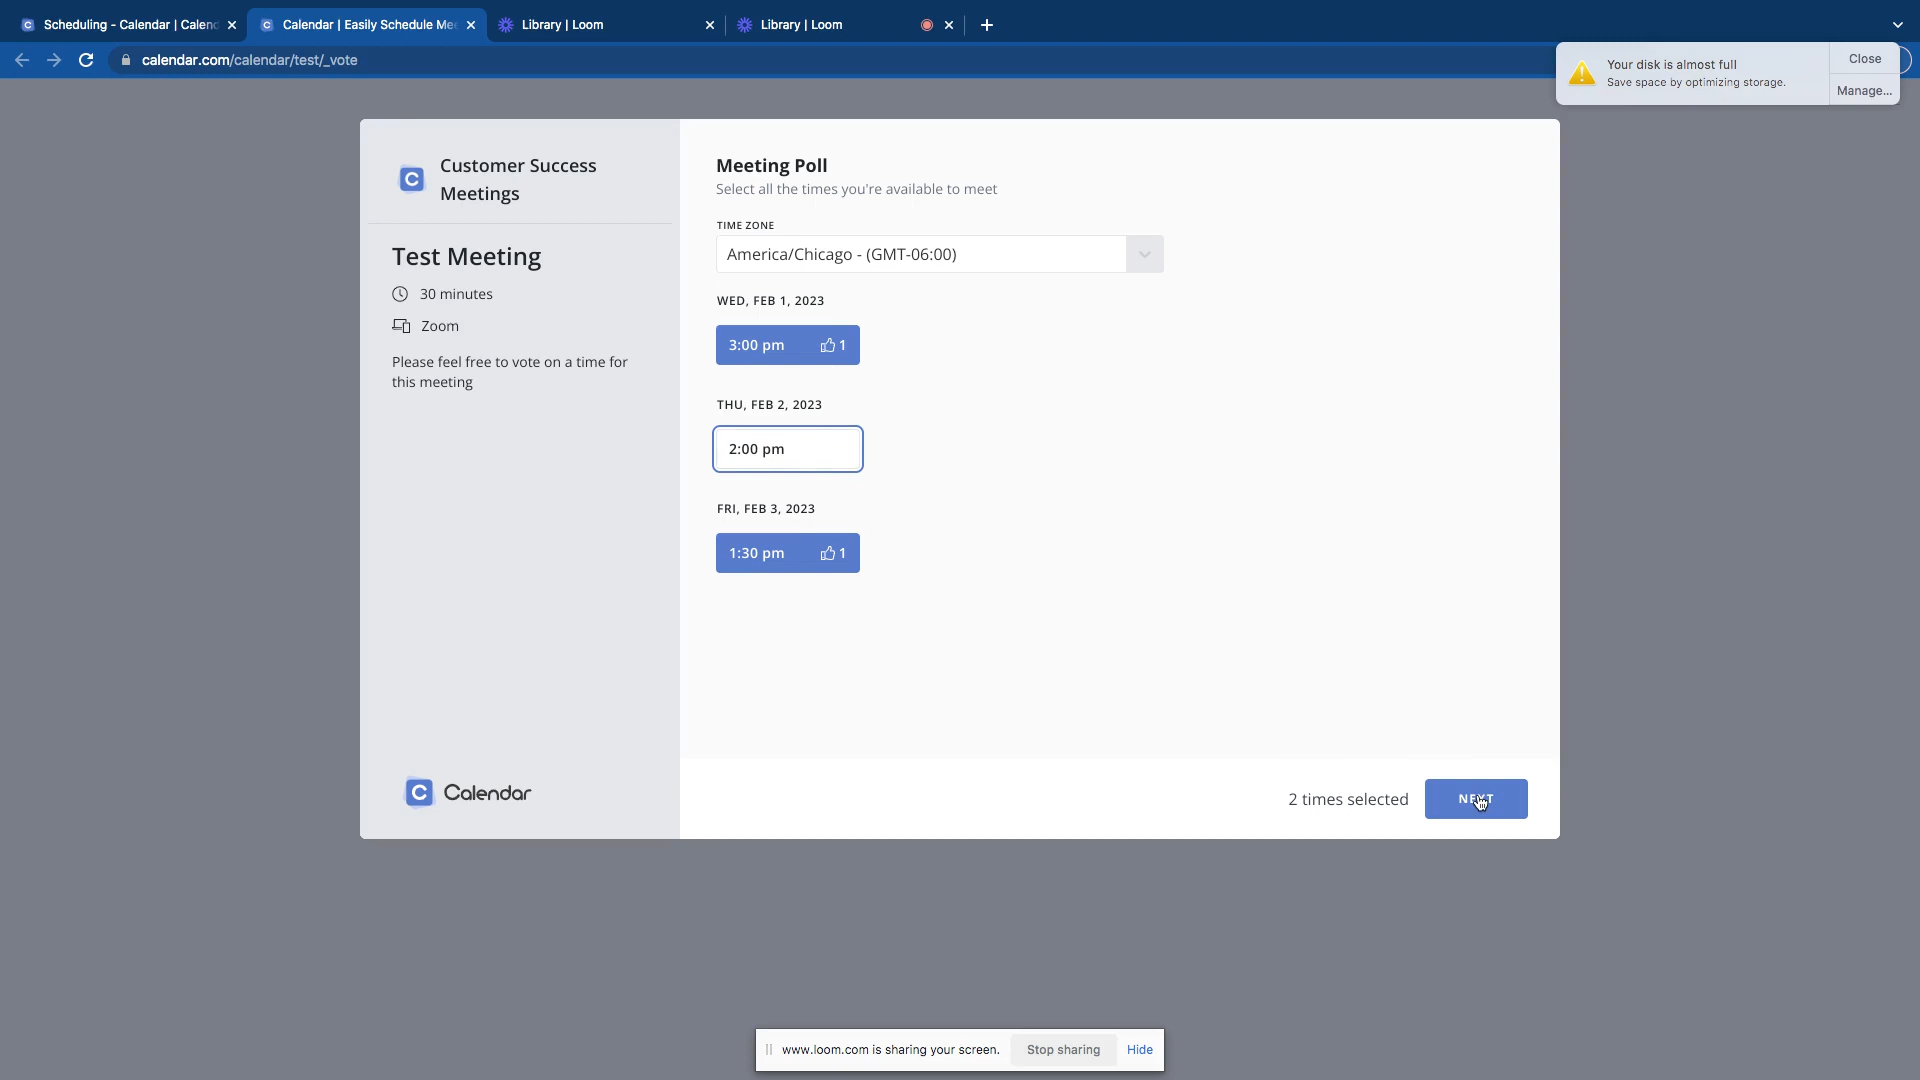 Scheduling - Calendar | Calend
Calendar | Easily Schedule Mee
Library | Loom
Library | Loom
calendar.com/calendar/test/_vote
Your disk is almost full
Save space by optimizing storage.
Close
Manage...
Customer Success
Meetings
Test Meeting
30 minutes
Zoom
Please feel free to vote on a time for
this meeting
C Calendar
Meeting Poll
Select all the times you're available to meet
TIME ZONE
America/Chicago - (GMT-06:00)
WED, FEB 1, 2023
3:00 pm 1
THU, FEB 2, 2023
2:00 pm
FRI, FEB 3, 2023
1:30 pm 1
2 times selected
NEXT
www.loom.com is sharing your screen.
Stop sharing
Hide